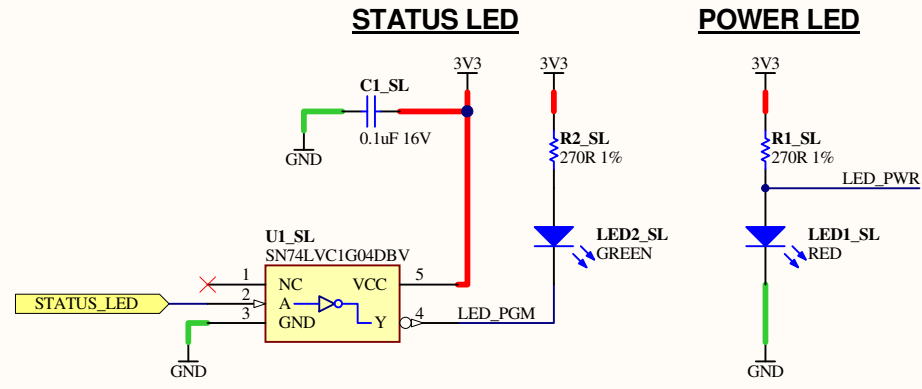 STATUS LED
POWER LED
3V3
3V3
3V3
C1_SL
0.1uF 16V
GND
R2_SL
270R 1%
R1_SL
270R 1%
LED_PWR
U1_SL
SN74LVC1G04DBV
LED2_SL
GREEN
LED1_SL
RED
1
NC
VCC
5
STATUS_LED
2
A
3
GND
Y
4
LED_PGM
GND
GND